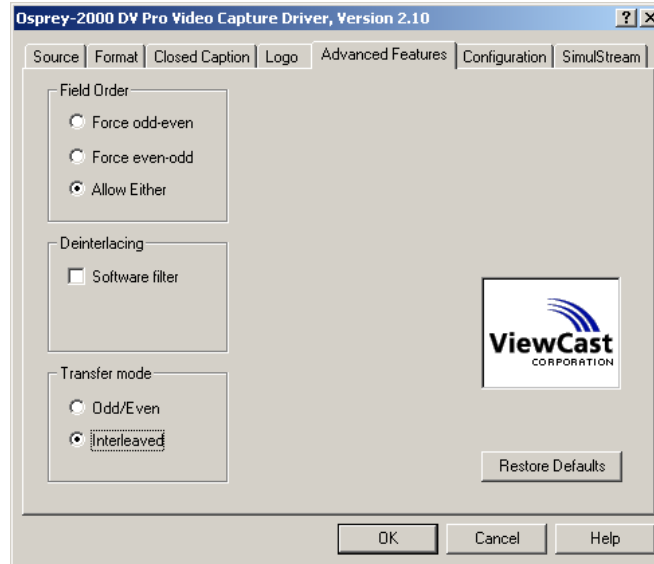 Osprey-2000 DV Pro Video Capture Driver, Version 2.10
Source Format Closed Caption Logo Advanced Features Configuration SimulStream
Field Order
Force odd-even
Force even-odd
Allow Either
Deinterlacing
Software filter
ViewCast
CORPORATION
Transfer mode
Odd/Even
Interleaved
Restore Defaults
OK Cancel Help